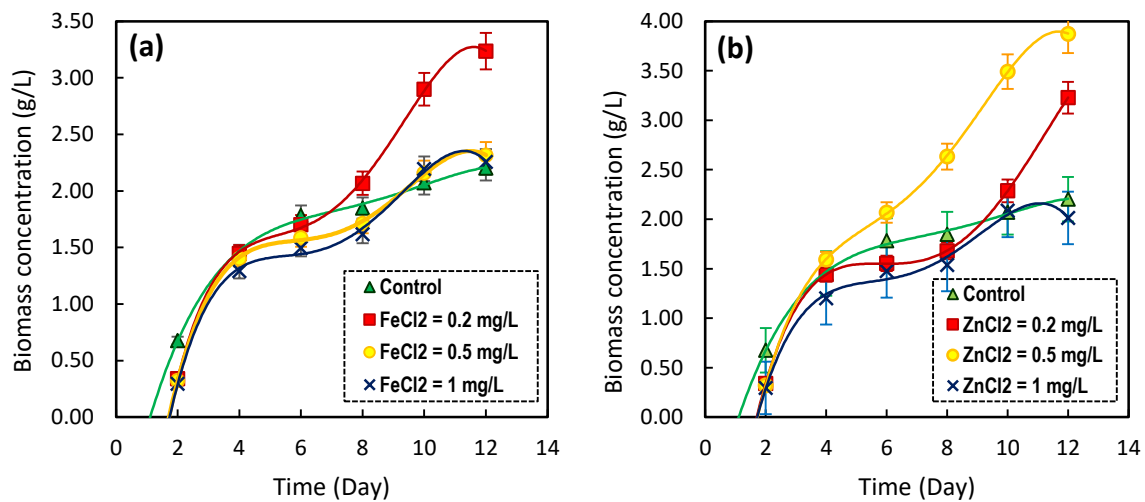 (a)
Biomass concentration (g/L)
3.50
3.00
2.50
2.00
1.50
1.00
0.50
0.00
0 2 4 6 8 10 12 14
Time (Day)
Control
FeCl2 = 0.2 mg/L
FeCl2 = 0.5 mg/L
FeCl2 = 1 mg/L
(b)
Biomass concentration (g/L)
4.00
3.50
3.00
2.50
2.00
1.50
1.00
0.50
0.00
0 2 4 6 8 10 12 14
Time (Day)
Control
ZnCl2 = 0.2 mg/L
ZnCl2 = 0.5 mg/L
ZnCl2 = 1 mg/L